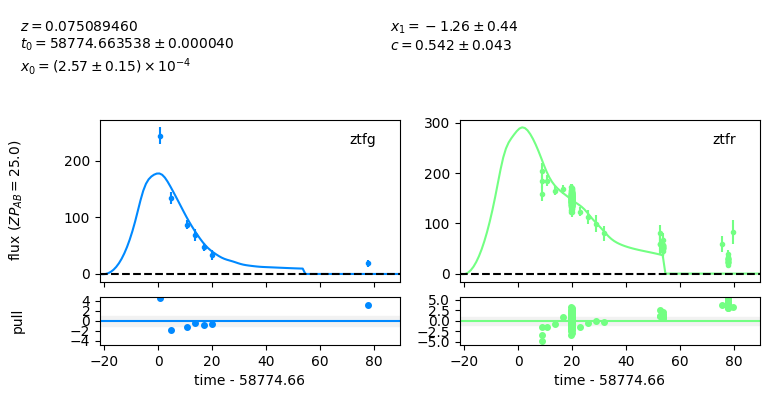 z = 0.075089460
t0 = 58774.663538 ± 0.000040
x0 = (2.57 ± 0.15) × 10^−4
x1 = −1.26 ± 0.44
c = 0.542 ± 0.043
flux (ZP_AB = 25.0)
ztfg
200
100
0
ztfr
300
200
100
0
pull
4
2
0
−2
−4
−20 0 20 40 60 80
time - 58774.66
5.0
2.5
0.0
−2.5
−5.0
−20 0 20 40 60 80
time - 58774.66